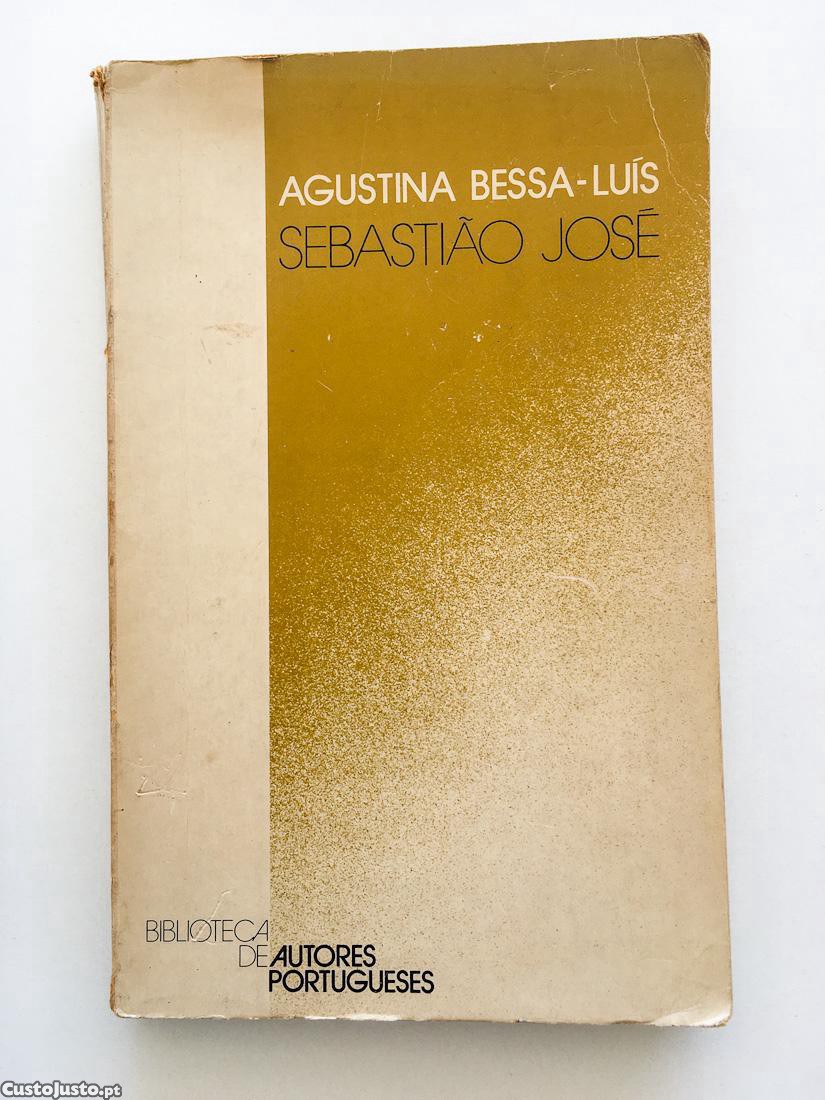 AGUSTINA BESSA-LUÍS
SEBASTIÃO JOSÉ
BIBLIOTECA
DE AUTORES
PORTUGUESES
CustoJusto.pt